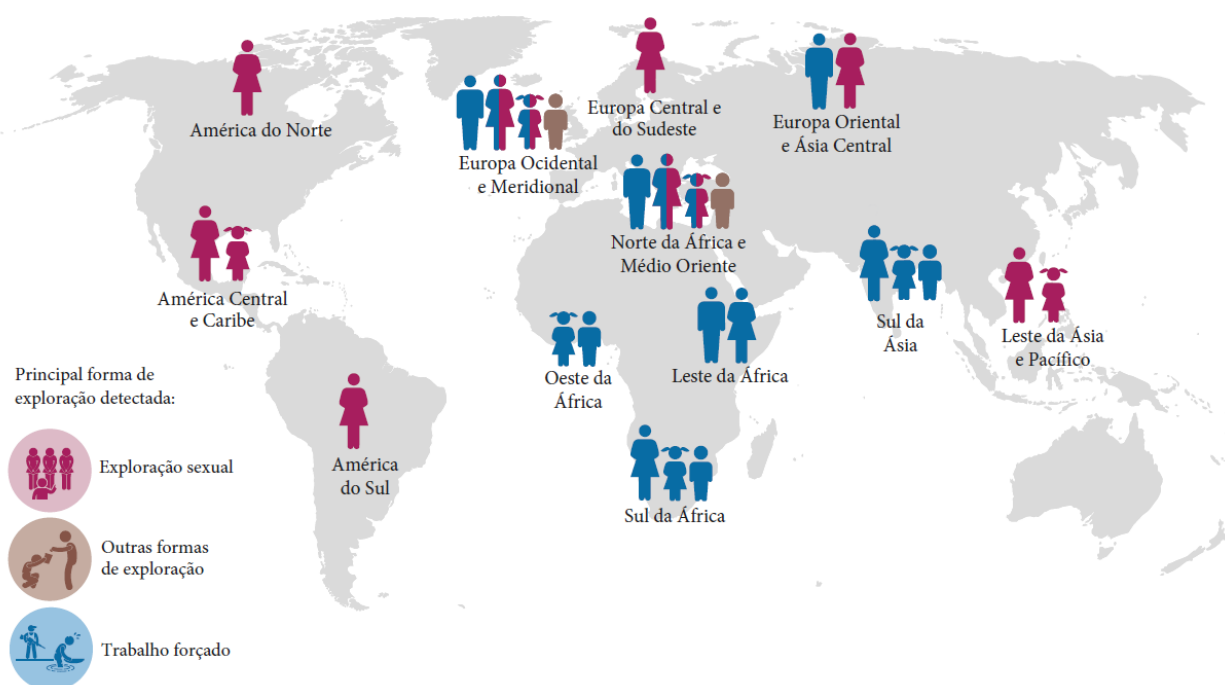 América do Norte
Europa Central e
do Sudeste
Europa Oriental
e Ásia Central
Europa Ocidental
e Meridional
Norte da África e
Médio Oriente
América Central
e Caribe
Sul da
Ásia
Leste da Ásia
e Pacífico
Oeste da
África
Leste da África
América
do Sul
Sul da África
Principal forma de
exploração detectada:
Exploração sexual
Outras formas
de exploração
Trabalho forçado